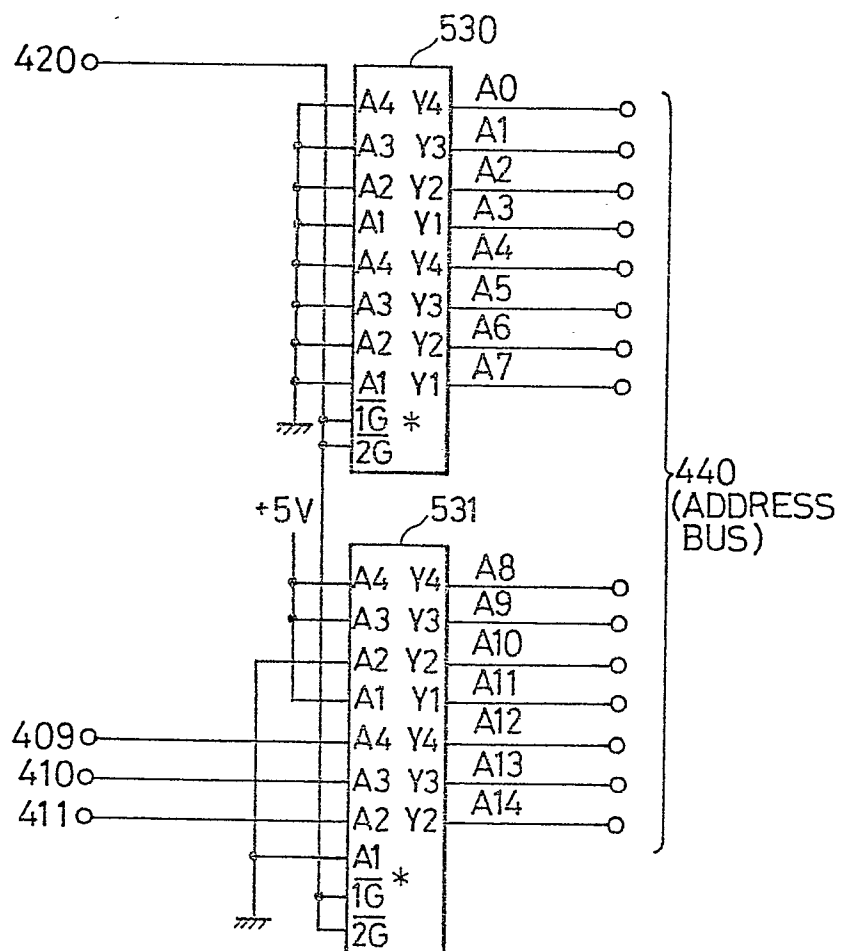 530
420
A4 Y4 A0
A3 Y3 A1
A2 Y2 A2
A1 Y1 A3
A4 Y4 A4
A3 Y3 A5
A2 Y2 A6
A1 Y1 A7
1G *
2G
440
(ADDRESS
BUS)
+5V
531
A4 Y4 A8
A3 Y3 A9
A2 Y2 A10
A1 Y1 A11
409 A4 Y4 A12
410 A3 Y3 A13
411 A2 Y2 A14
A1
1G *
2G